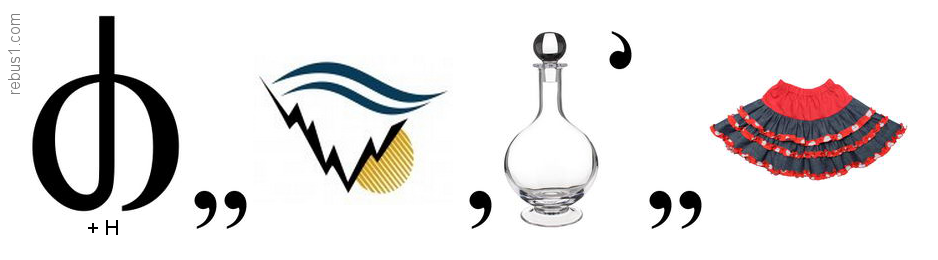 rebus1.com
,, , ’ ,,
+ Н